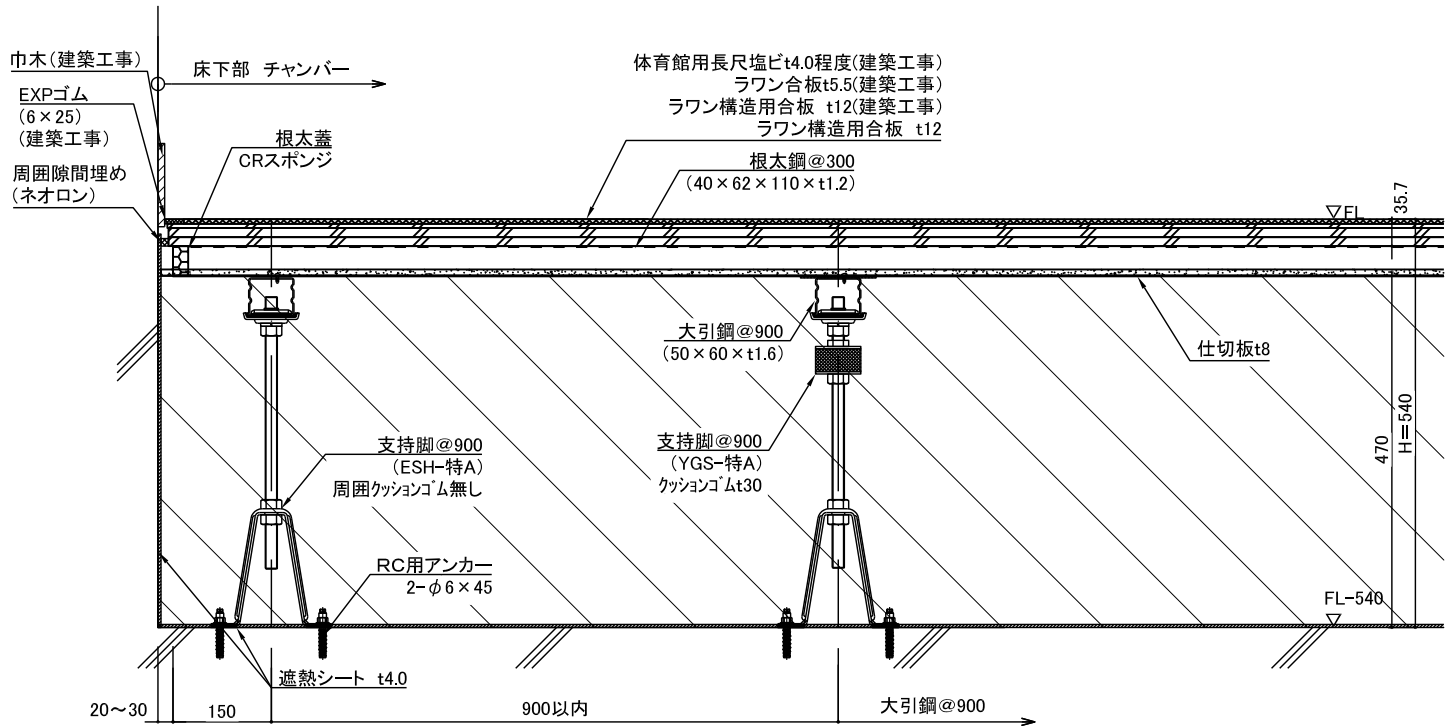 巾木(建築工事)
床下部 チャンバー
EXPゴム
(6×25)
(建築工事)
根太蓋
CRスポンジ
周囲隙間埋め
(ネオロン)
体育館用長尺塩ビt4.0程度(建築工事)
ラワン合板t5.5(建築工事)
ラワン構造用合板 t12(建築工事)
ラワン構造用合板 t12
根太鋼@300
(40×62×110×t1.2)
▽FL
35.7
大引鋼@900
(50×60×t1.6)
仕切板t8
支持脚@900
(ESH-特A)
周囲クッションゴム無し
支持脚@900
(YGS-特A)
クッションゴムt30
470
H=540
RC用アンカー
2-φ6×45
FL-540
▽
遮熱シート t4.0
20~30
150
900以内
大引鋼@900